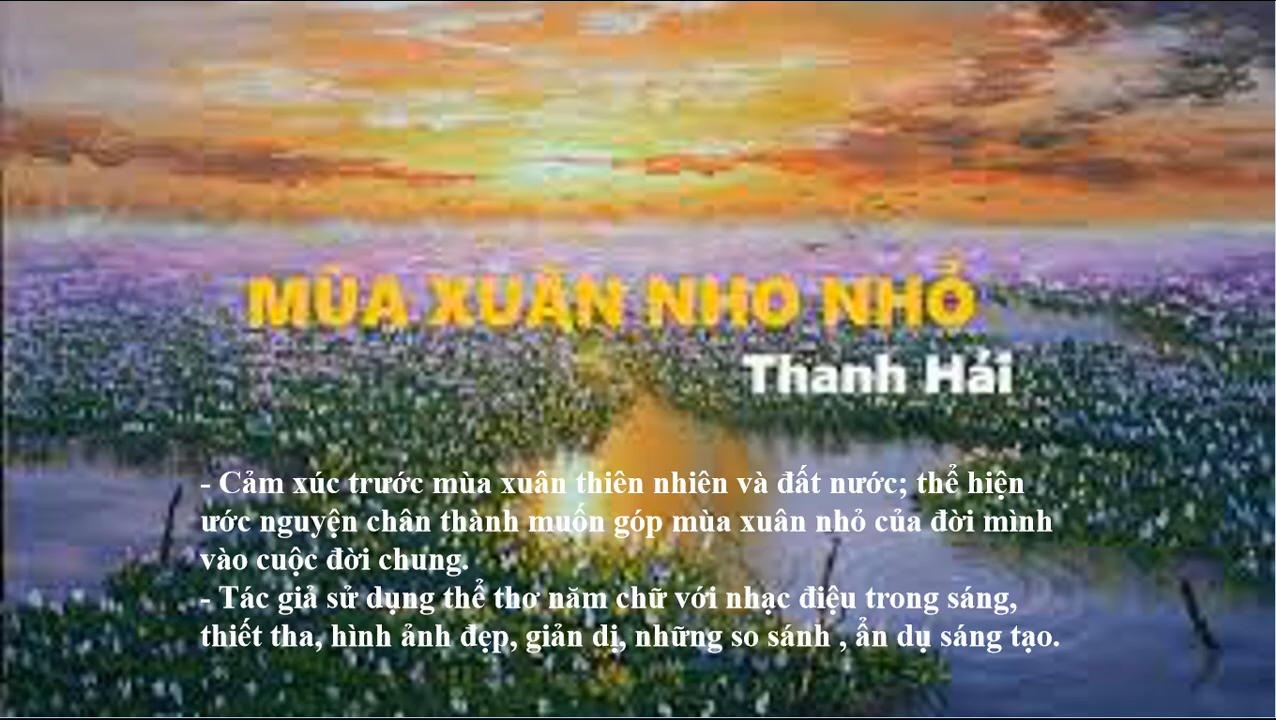 MÙA XUÂN NHO NHỎ
Thanh Hải
- Cảm xúc trước mùa xuân thiên nhiên và đất nước; thể hiện
ước nguyện chân thành muốn góp mùa xuân nhỏ của đời mình
vào cuộc đời chung.
- Tác giả sử dụng thể thơ năm chữ với nhạc điệu trong sáng,
thiết tha, hình ảnh đẹp, giản dị, những so sánh , ẩn dụ sáng tạo.